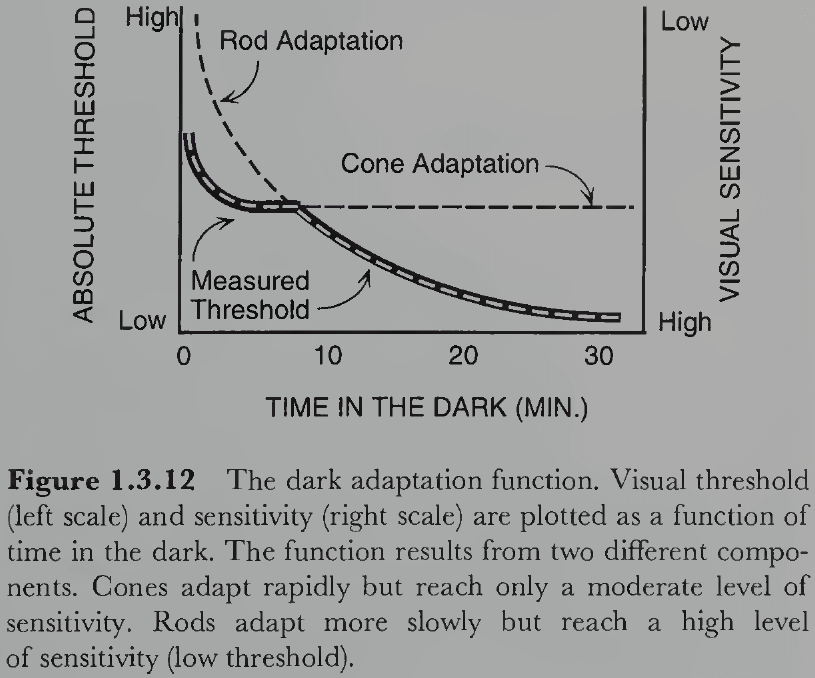 High
Low
Rod Adaptation
ABSOLUTE THRESHOLD
VISUAL SENSITIVITY
Cone Adaptation
Measured
Threshold
Low
High
0 10 20 30
TIME IN THE DARK (MIN.)
Figure 1.3.12 The dark adaptation function. Visual threshold
(left scale) and sensitivity (right scale) are plotted as a function of
time in the dark. The function results from two different compo-
nents. Cones adapt rapidly but reach only a moderate level of
sensitivity. Rods adapt more slowly but reach a high level
of sensitivity (low threshold).